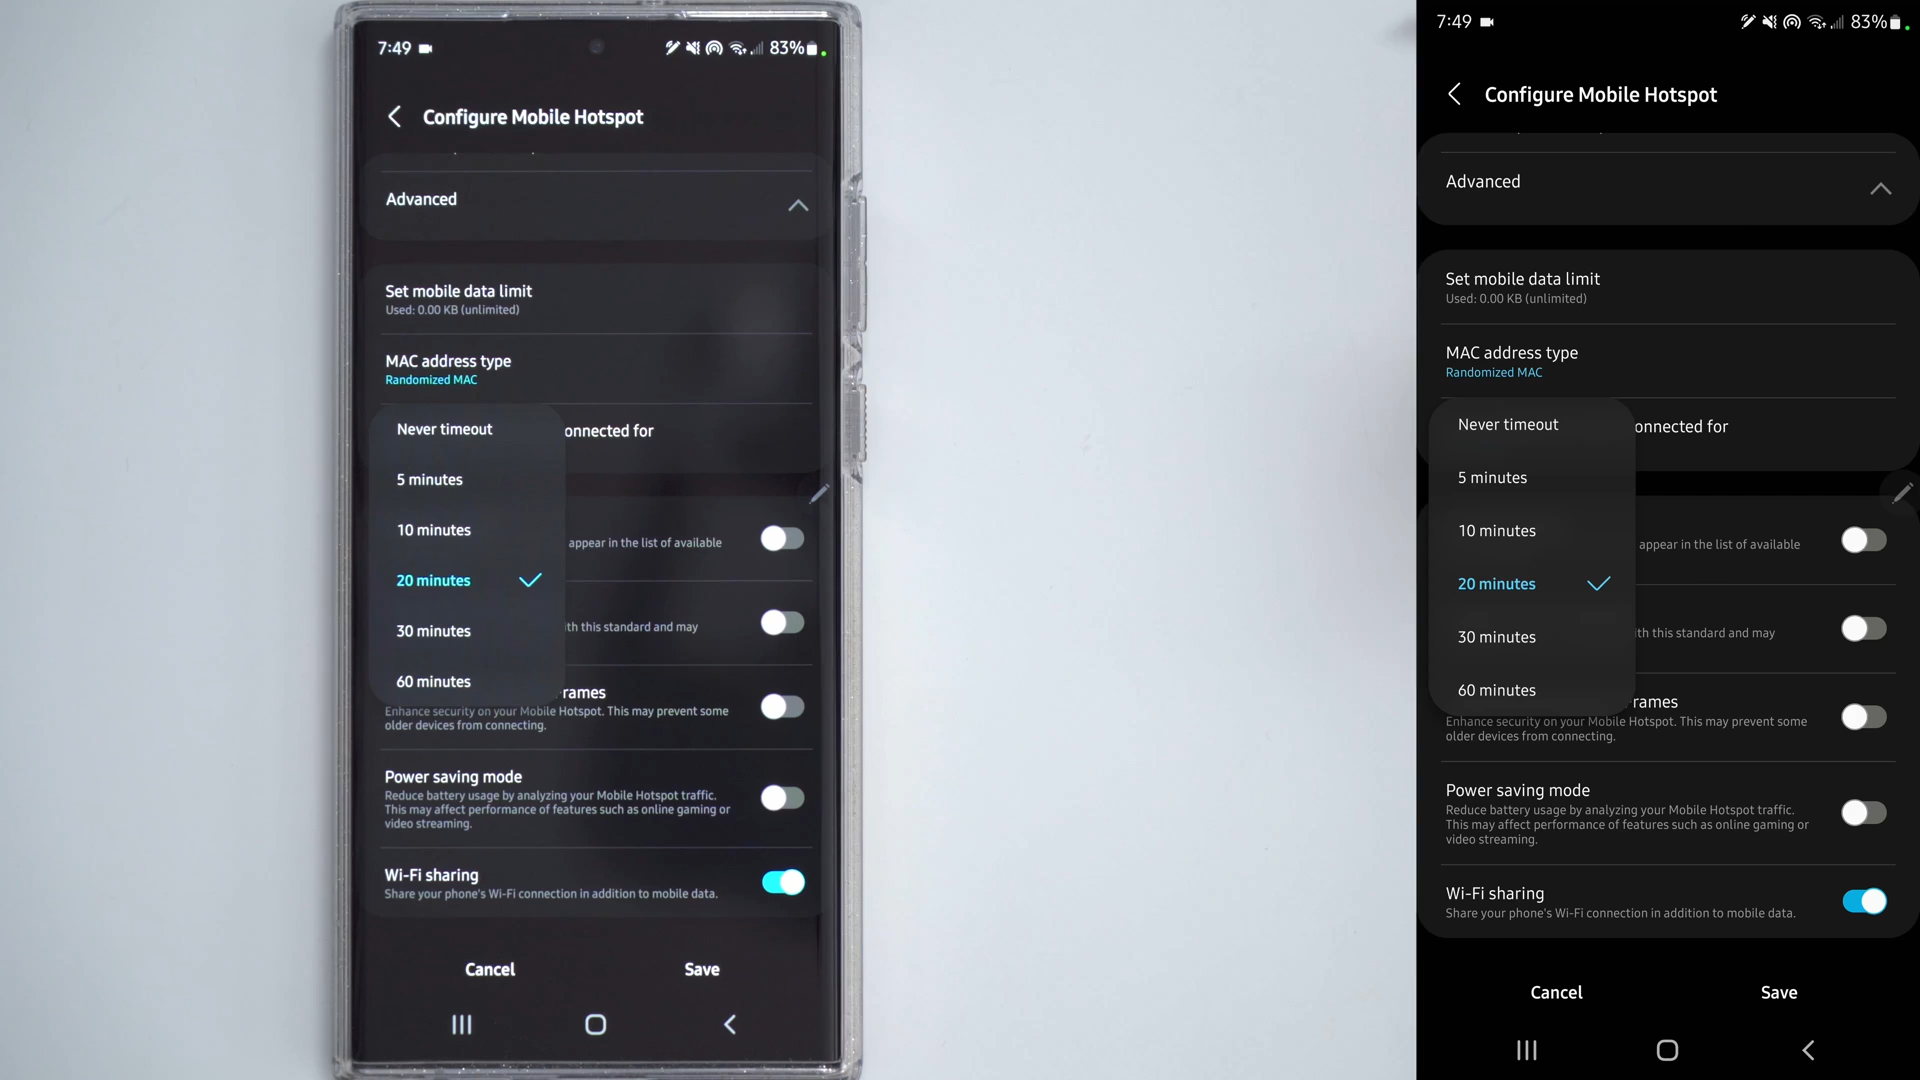 7:49
83%
Configure Mobile Hotspot
Advanced
Set mobile data limit
Used: 0.00 KB (unlimited)
MAC address type
Randomized MAC
Never timeout
onnected for
5 minutes
10 minutes
appear in the list of available
20 minutes
30 minutes
ith this standard and may
60 minutes
rames
Enhance security on your Mobile Hotspot. This may prevent some
older devices from connecting.
Power saving mode
Reduce battery usage by analyzing your Mobile Hotspot traffic.
This may affect performance of features such as online gaming or
video streaming.
Wi-Fi sharing
Share your phone's Wi-Fi connection in addition to mobile data.
Cancel
Save
7:49
83%
Configure Mobile Hotspot
Advanced
Set mobile data limit
Used: 0.00 KB (unlimited)
MAC address type
Randomized MAC
Never timeout
onnected for
5 minutes
10 minutes
appear in the list of available
20 minutes
30 minutes
ith this standard and may
60 minutes
rames
Enhance security on your Mobile Hotspot. This may prevent some
older devices from connecting.
Power saving mode
Reduce battery usage by analyzing your Mobile Hotspot traffic.
This may affect performance of features such as online gaming or
video streaming.
Wi-Fi sharing
Share your phone's Wi-Fi connection in addition to mobile data.
Cancel
Save